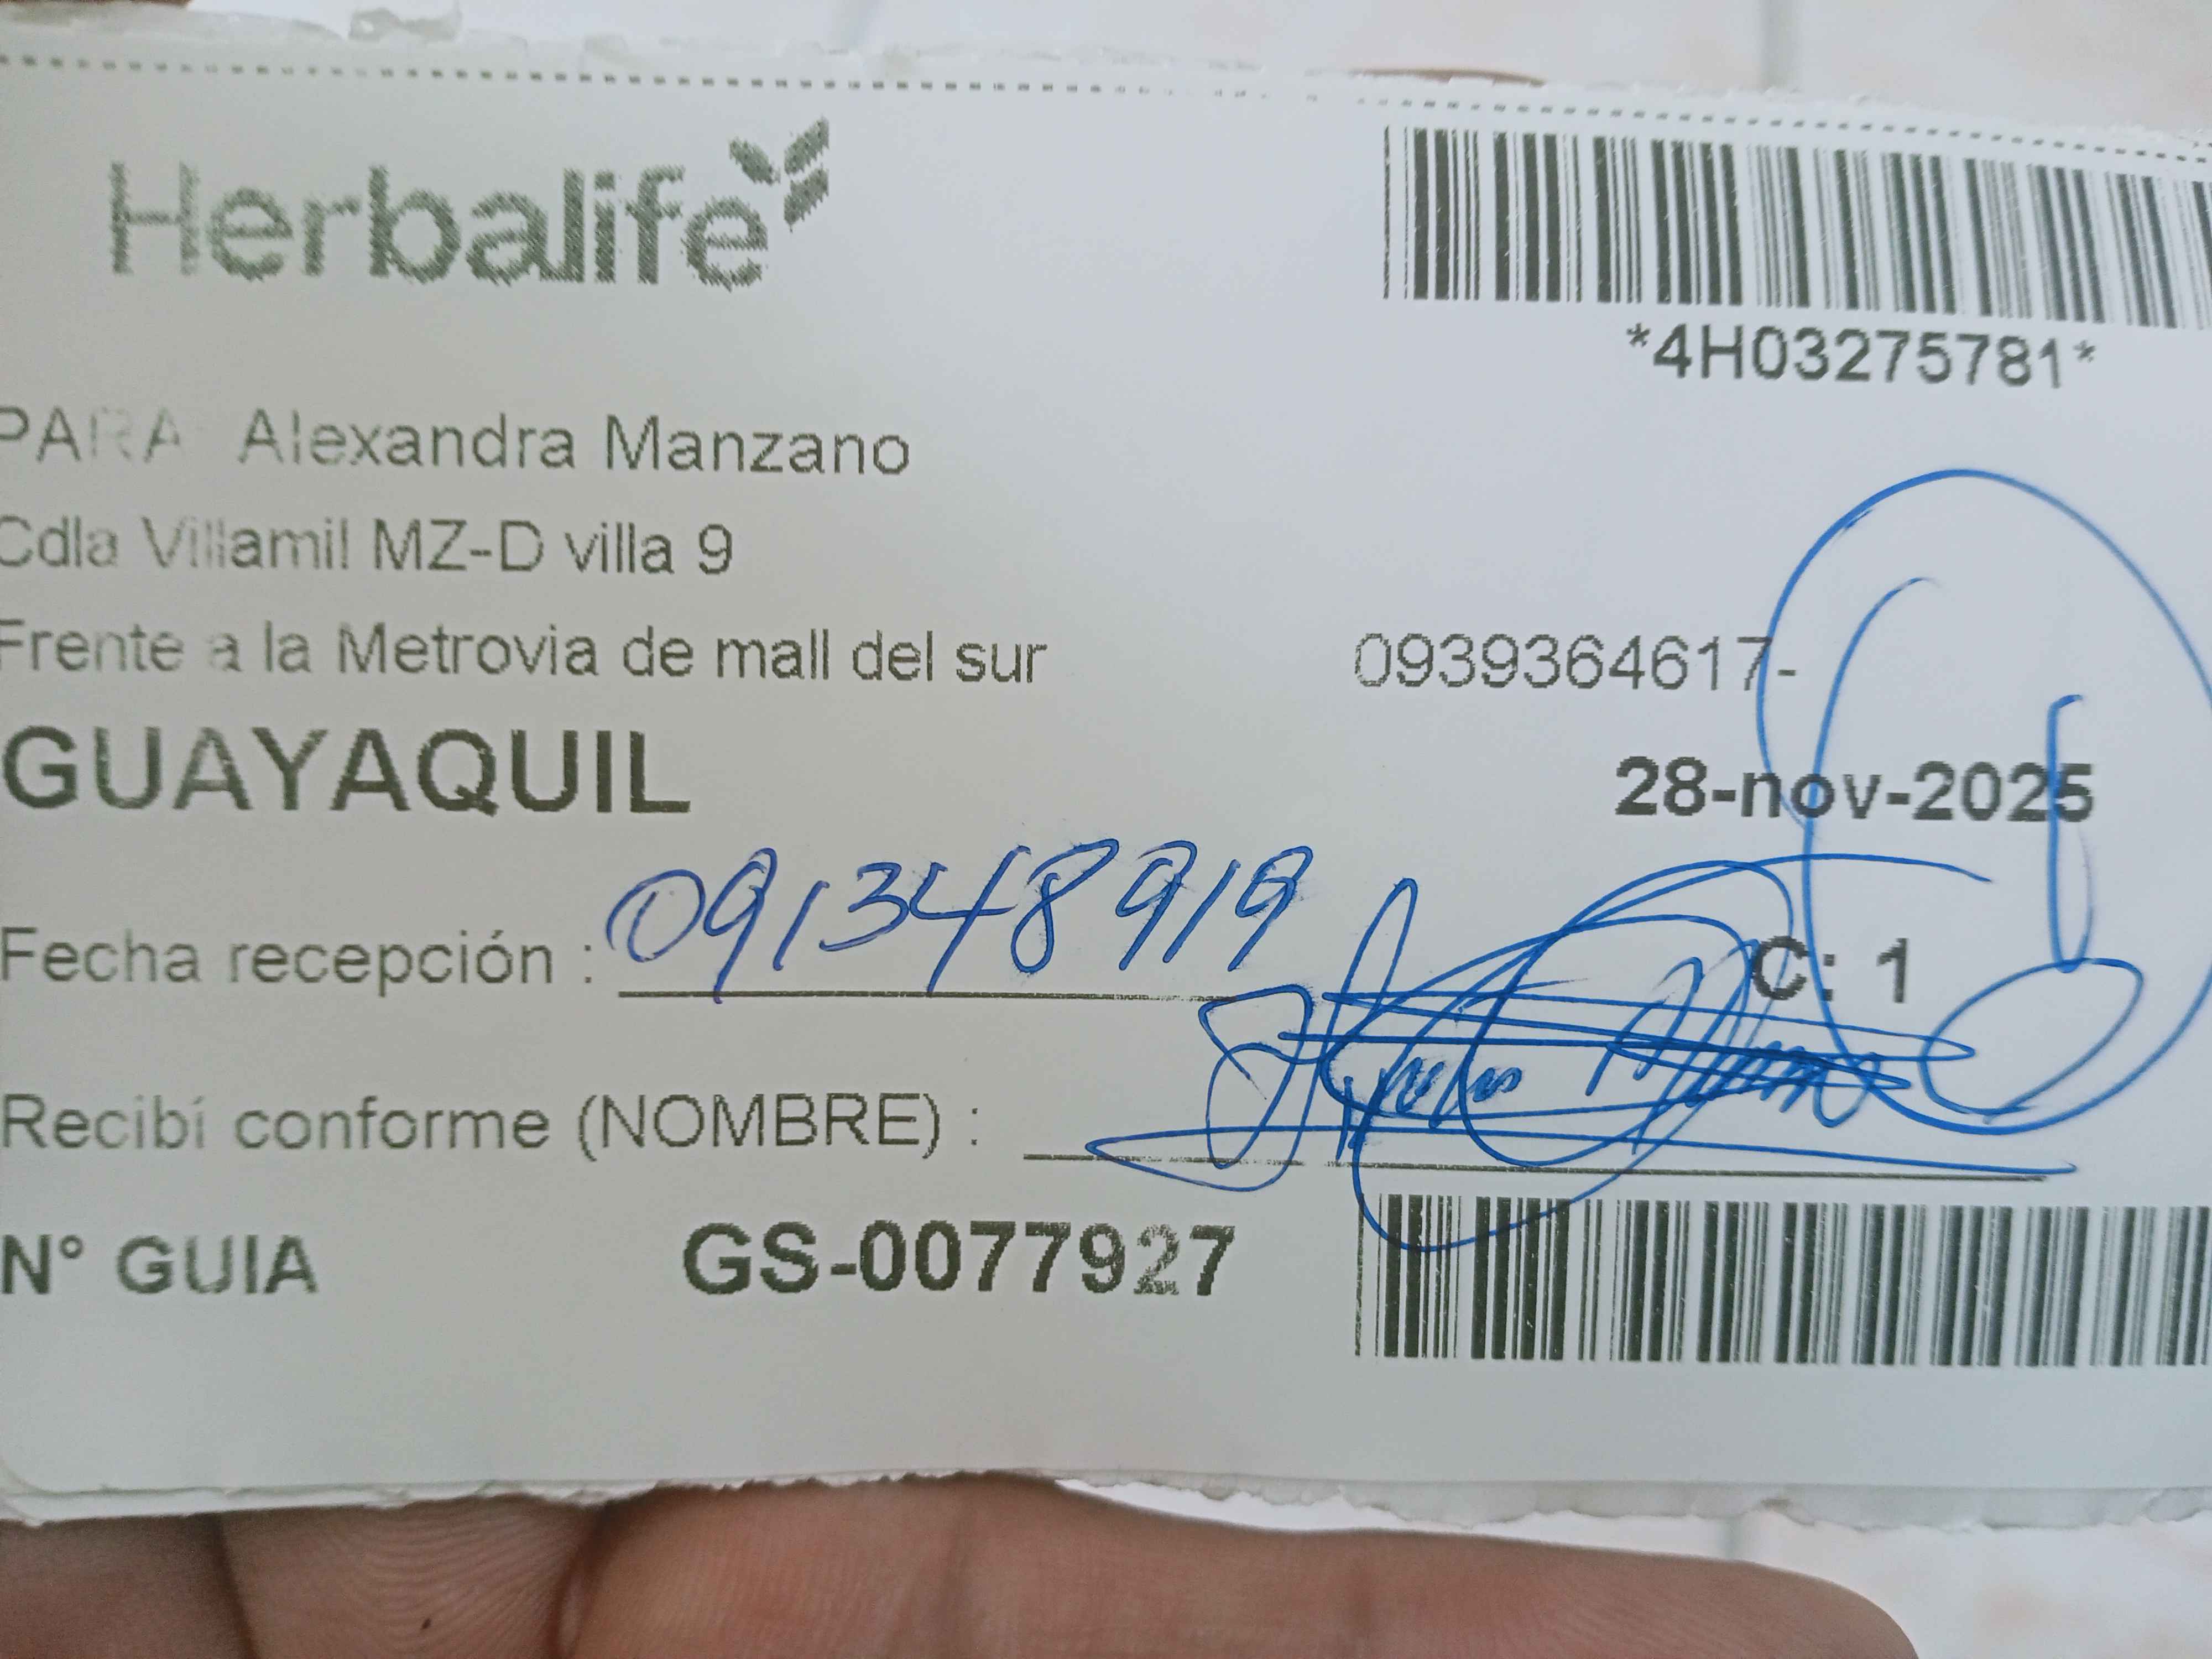 Herbalife
*4H03275781*
PARA Alexandra Manzano
Cdla Villamil MZ-D villa 9
Frente a la Metrovia de mall del sur 0939364617-
GUAYAQUIL 28-nov-2025
Fecha recepción : 091348919
C: 1
Recibí conforme (NOMBRE) :
N° GUIA GS-0077927